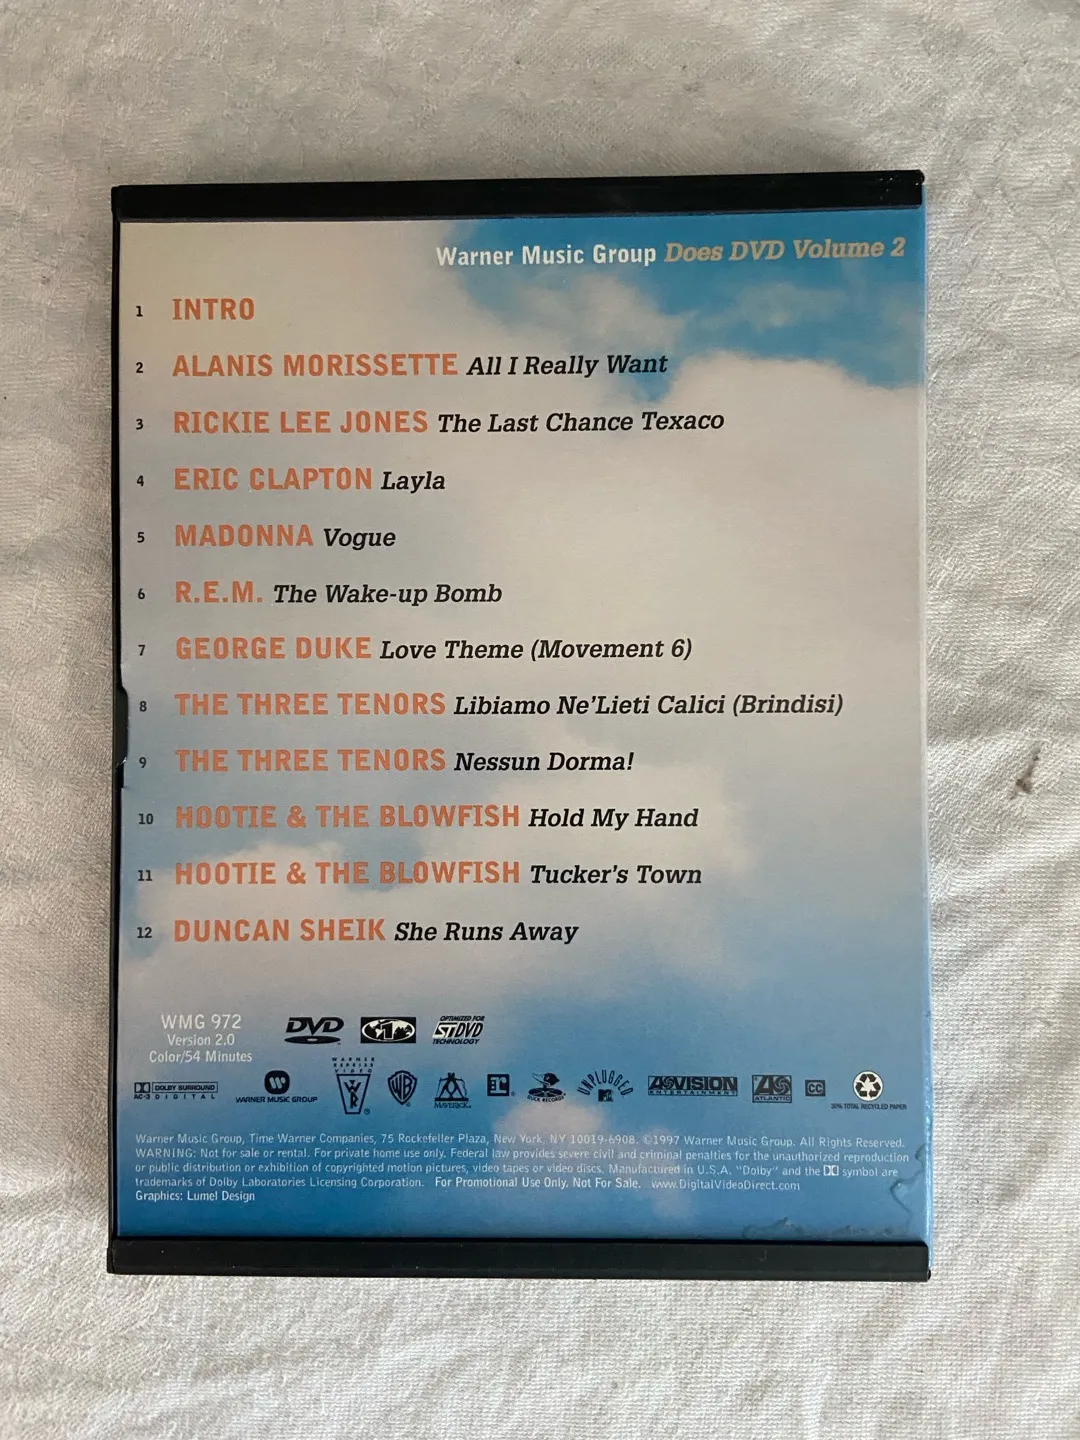 Warner Music Group Does DVD Volume 2
1 INTRO
2 ALANIS MORISSETTE All I Really Want
3 RICKIE LEE JONES The Last Chance Texaco
4 ERIC CLAPTON Layla
5 MADONNA Vogue
6 R.E.M. The Wake-up Bomb
7 GEORGE DUKE Love Theme (Movement 6)
8 THE THREE TENORS Libiamo Ne'Lieti Calici (Brindisi)
9 THE THREE TENORS Nessun Dorma!
10 HOOTIE & THE BLOWFISH Hold My Hand
11 HOOTIE & THE BLOWFISH Tucker's Town
12 DUNCAN SHEIK She Runs Away
WMG 972
Version 2.0
Color/54 Minutes
DVD
1
OPTIMIZED FOR
STDVD
TECHNOLOGY
DOLBY SURROUND
AC-3 DIGITAL
WARNER MUSIC GROUP
WARNER
REPRISE
VIDEO
WB
MAVERICK
UNPLUGGED
MTV
A*VISION
ENTERTAINMENT
ATLANTIC
CC
Warner Music Group, Time Warner Companies, 75 Rockefeller Plaza, New York, NY 10019-6908. ©1997 Warner Music Group. All Rights Reserved.
WARNING: Not for sale or rental. For private home use only. Federal law provides severe civil and criminal penalties for the unauthorized reproduction
or public distribution or exhibition of copyrighted motion pictures, video tapes or video discs. Manufactured in U.S.A. "Dolby" and the symbol are
trademarks of Dolby Laboratories Licensing Corporation. For Promotional Use Only. Not For Sale. www.DigitalVideoDirect.com
Graphics: Lumel Design